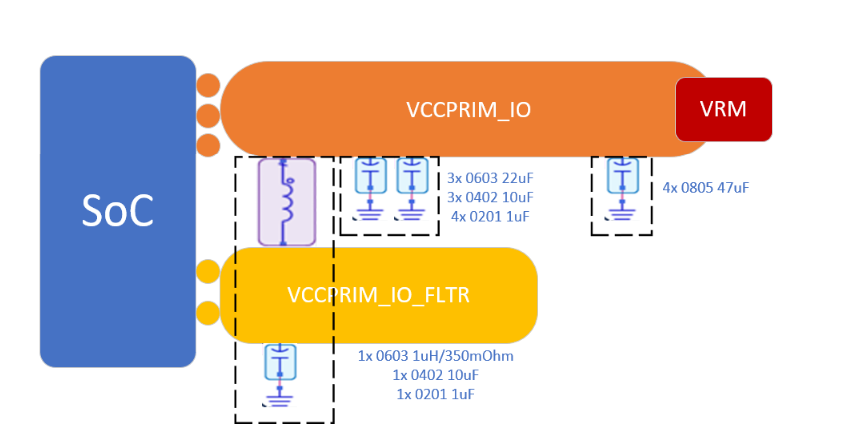 VCCPRIM_IO
VRM
SoC
3x 0603 22uF
3x 0402 10uF
4x 0201 1uF
4x 0805 47uF
VCCPRIM_IO_FLTR
1x 0603 1uH/350mOhm
1x 0402 10uF
1x 0201 1uF